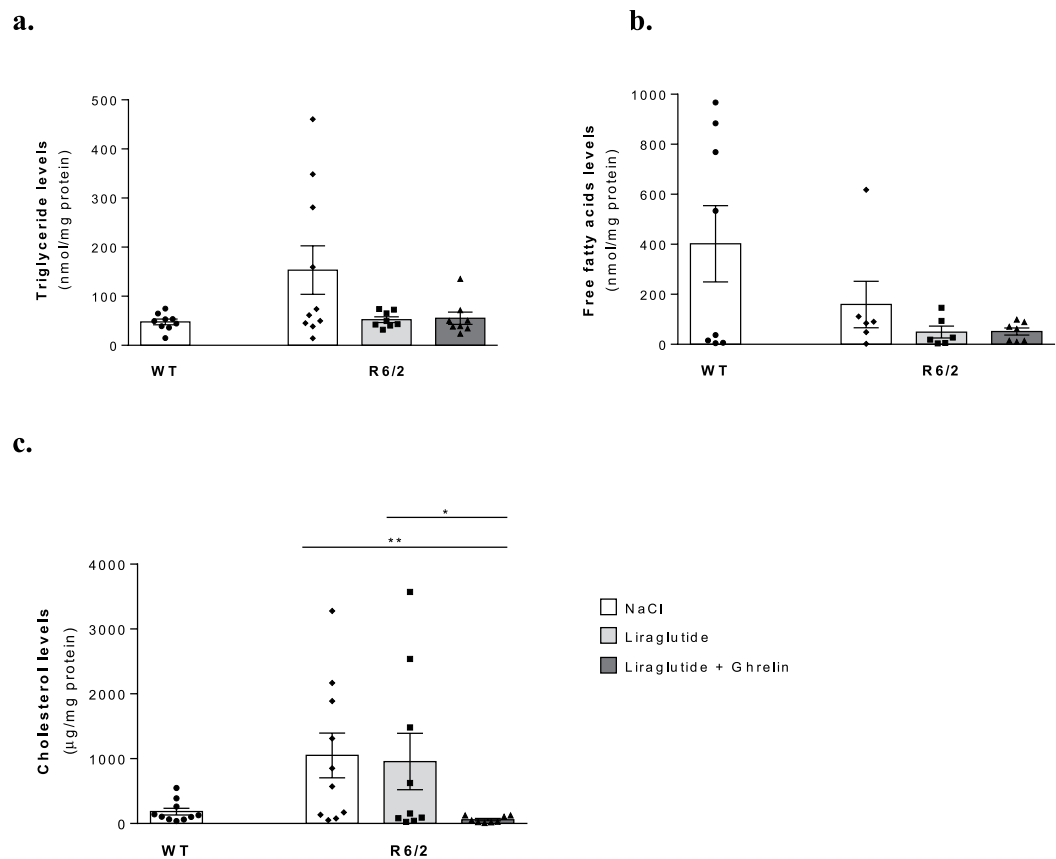 a.
Triglyceride levels
(nmol/mg protein)
500
400
300
200
100
0
WT
R6/2
b.
Free fatty acids levels
(nmol/mg protein)
1000
800
600
400
200
0
WT
R6/2
c.
*
**
Cholesterol levels
(µg/mg protein)
4000
3000
2000
1000
0
WT
R6/2
NaCl
Liraglutide
Liraglutide + Ghrelin